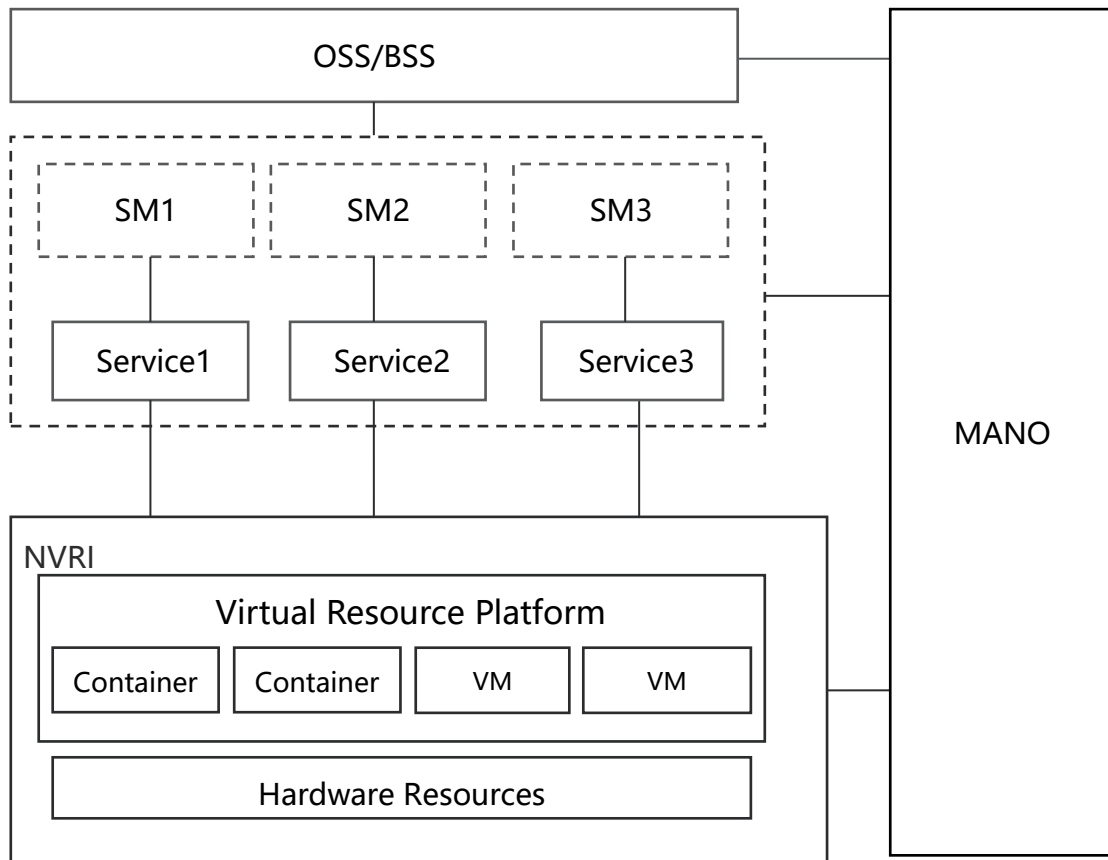 OSS/BSS
SM1
SM2
SM3
Service1
Service2
Service3
MANO
NVRI
Virtual Resource Platform
Container
Container
VM
VM
Hardware Resources